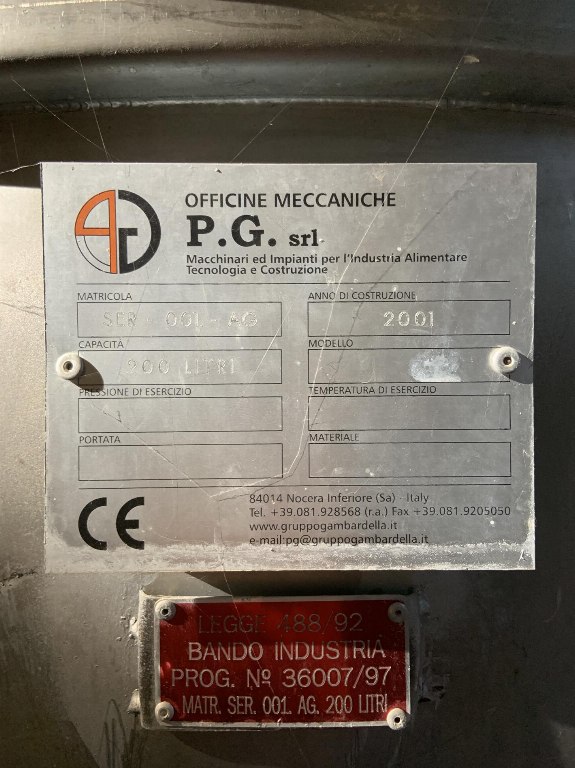 OFFICINE MECCANICHE
P.G. srl
Macchinari ed Impianti per l'Industria Alimentare
Tecnologia e Costruzione
MATRICOLA
SER - 001 - AG
ANNO DI COSTRUZIONE
2001
CAPACITA
200 LITRI
MODELLO
PRESSIONE DI ESERCIZIO
TEMPERATURA DI ESERCIZIO
PORTATA
MATERIALE
CE
84014 Nocera Inferiore (Sa) - Italy
Tel. +39.081.928568 (r.a.) Fax +39.081.9205050
www.gruppogambardella.it
e-mail:pg@gruppogambardella.it
LEGGE 488/92
BANDO INDUSTRIA
PROG. Nº 36007/97
MATR. SER. 001. AG. 200 LITRI